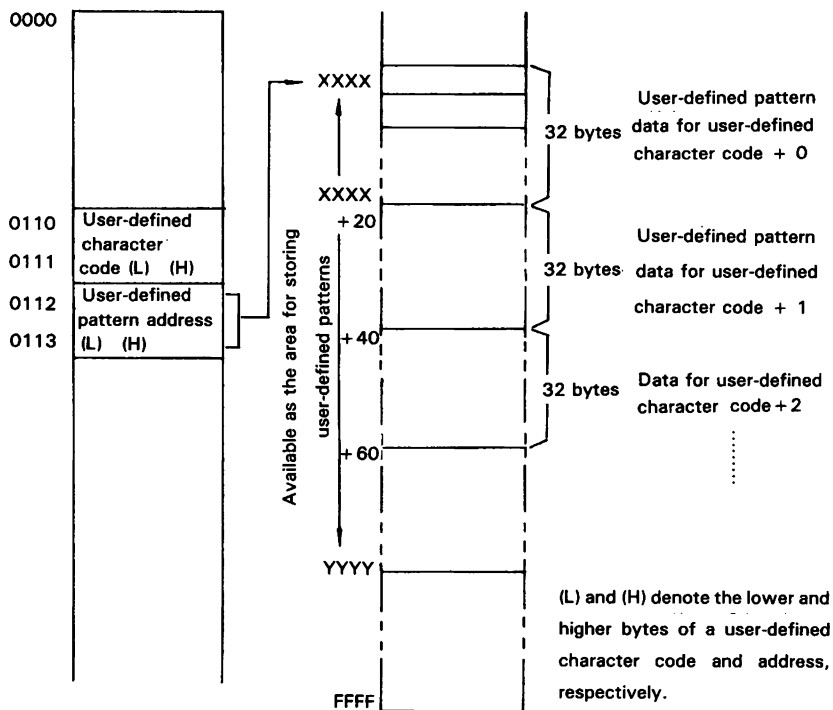 0000
0110
0111
0112
0113
User-defined
character
code (L) (H)
User-defined
pattern address
(L) (H)
Available as the area for storing
user-defined patterns
XXXX
XXXX
+20
+40
+60
YYYY
FFFF
32 bytes
User-defined pattern
data for user-defined
character code + 0
32 bytes
User-defined pattern
data for user-defined
character code + 1
32 bytes
Data for user-defined
character code+2
(L) and (H) denote the lower and
higher bytes of a user-defined
character code and address,
respectively.